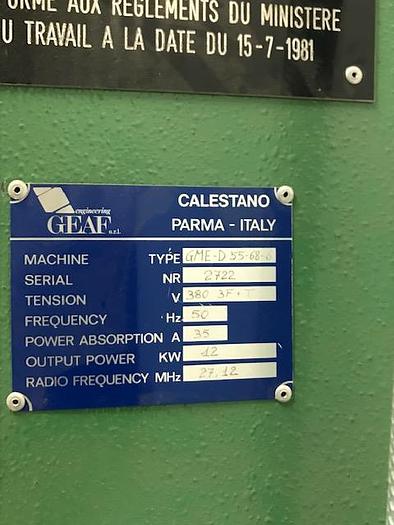 ORME AUX REGLEMENTS DU MINISTERE
U TRAVAIL A LA DATE DU 15-7-1981
engineering
GEAF s.r.l.
CALESTANO
PARMA - ITALY
MACHINE TYPE GME-D 55-68-6
SERIAL NR 2722
TENSION V 380 3F+T
FREQUENCY Hz 50
POWER ABSORPTION A 35
OUTPUT POWER KW 12
RADIO FREQUENCY MHz 27,12